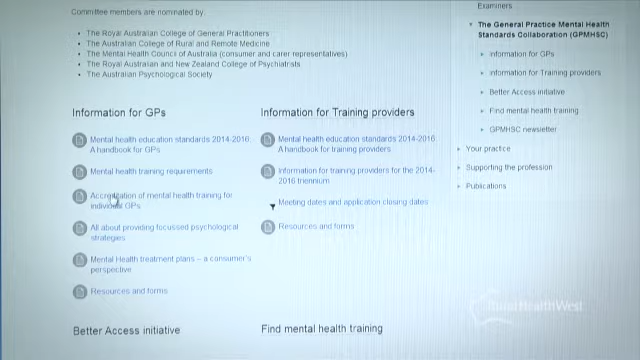 Committee members are nominated by:
The Royal Australian College of General Practitioners
The Australian College of Rural and Remote Medicine
The Mental Health Council of Australia (consumer and carer representatives)
The Royal Australian and New Zealand College of Psychiatrists
The Australian Psychological Society
Information for GPs
Mental health education standards 2014-2016:
A handbook for GPs
Mental health training requirements
Accreditation of mental health training for
individual GPs
All about providing focussed psychological
strategies
Mental Health treatment plans – a consumer's
perspective
Resources and forms
Better Access initiative
Information for Training providers
Mental health education standards 2014-2016:
A handbook for training providers
Information for training providers for the 2014-
2016 triennium
Meeting dates and application closing dates
Resources and forms
Find mental health training
Examiners
The General Practice Mental Health
Standards Collaboration (GPMHSC)
Information for GPs
Information for Training providers
Better Access initiative
Find mental health training
GPMHSC newsletter
Your practice
Supporting the profession
Publications
HealthWest